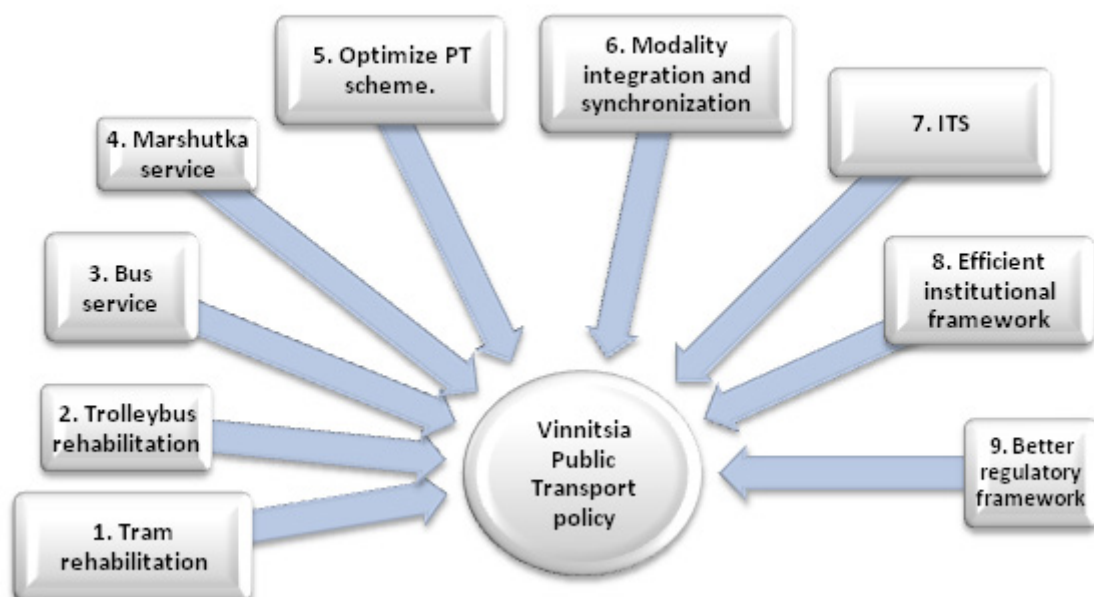 1. Tram
rehabilitation
2. Trolleybus
rehabilitation
3. Bus
service
4. Marshutka
service
5. Optimize PT
scheme.
6. Modality
integration and
synchronization
7. ITS
8. Efficient
institutional
framework
9. Better
regulatory
framework
Vinnitsia
Public
Transport
policy